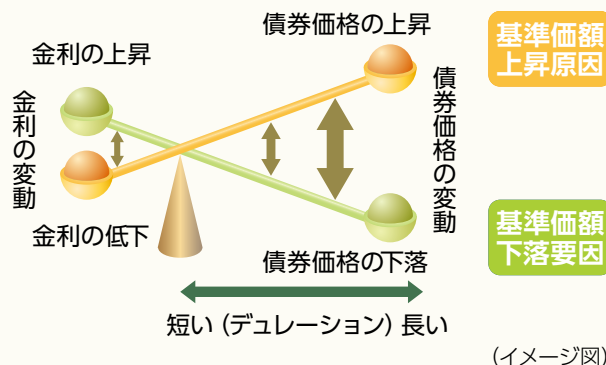 債券価格の上昇
基準価額
上昇原因
金利の上昇
金利の変動
債券価格の変動
金利の低下
債券価格の下落
基準価額
下落要因
短い（デュレーション）長い
（イメージ図）